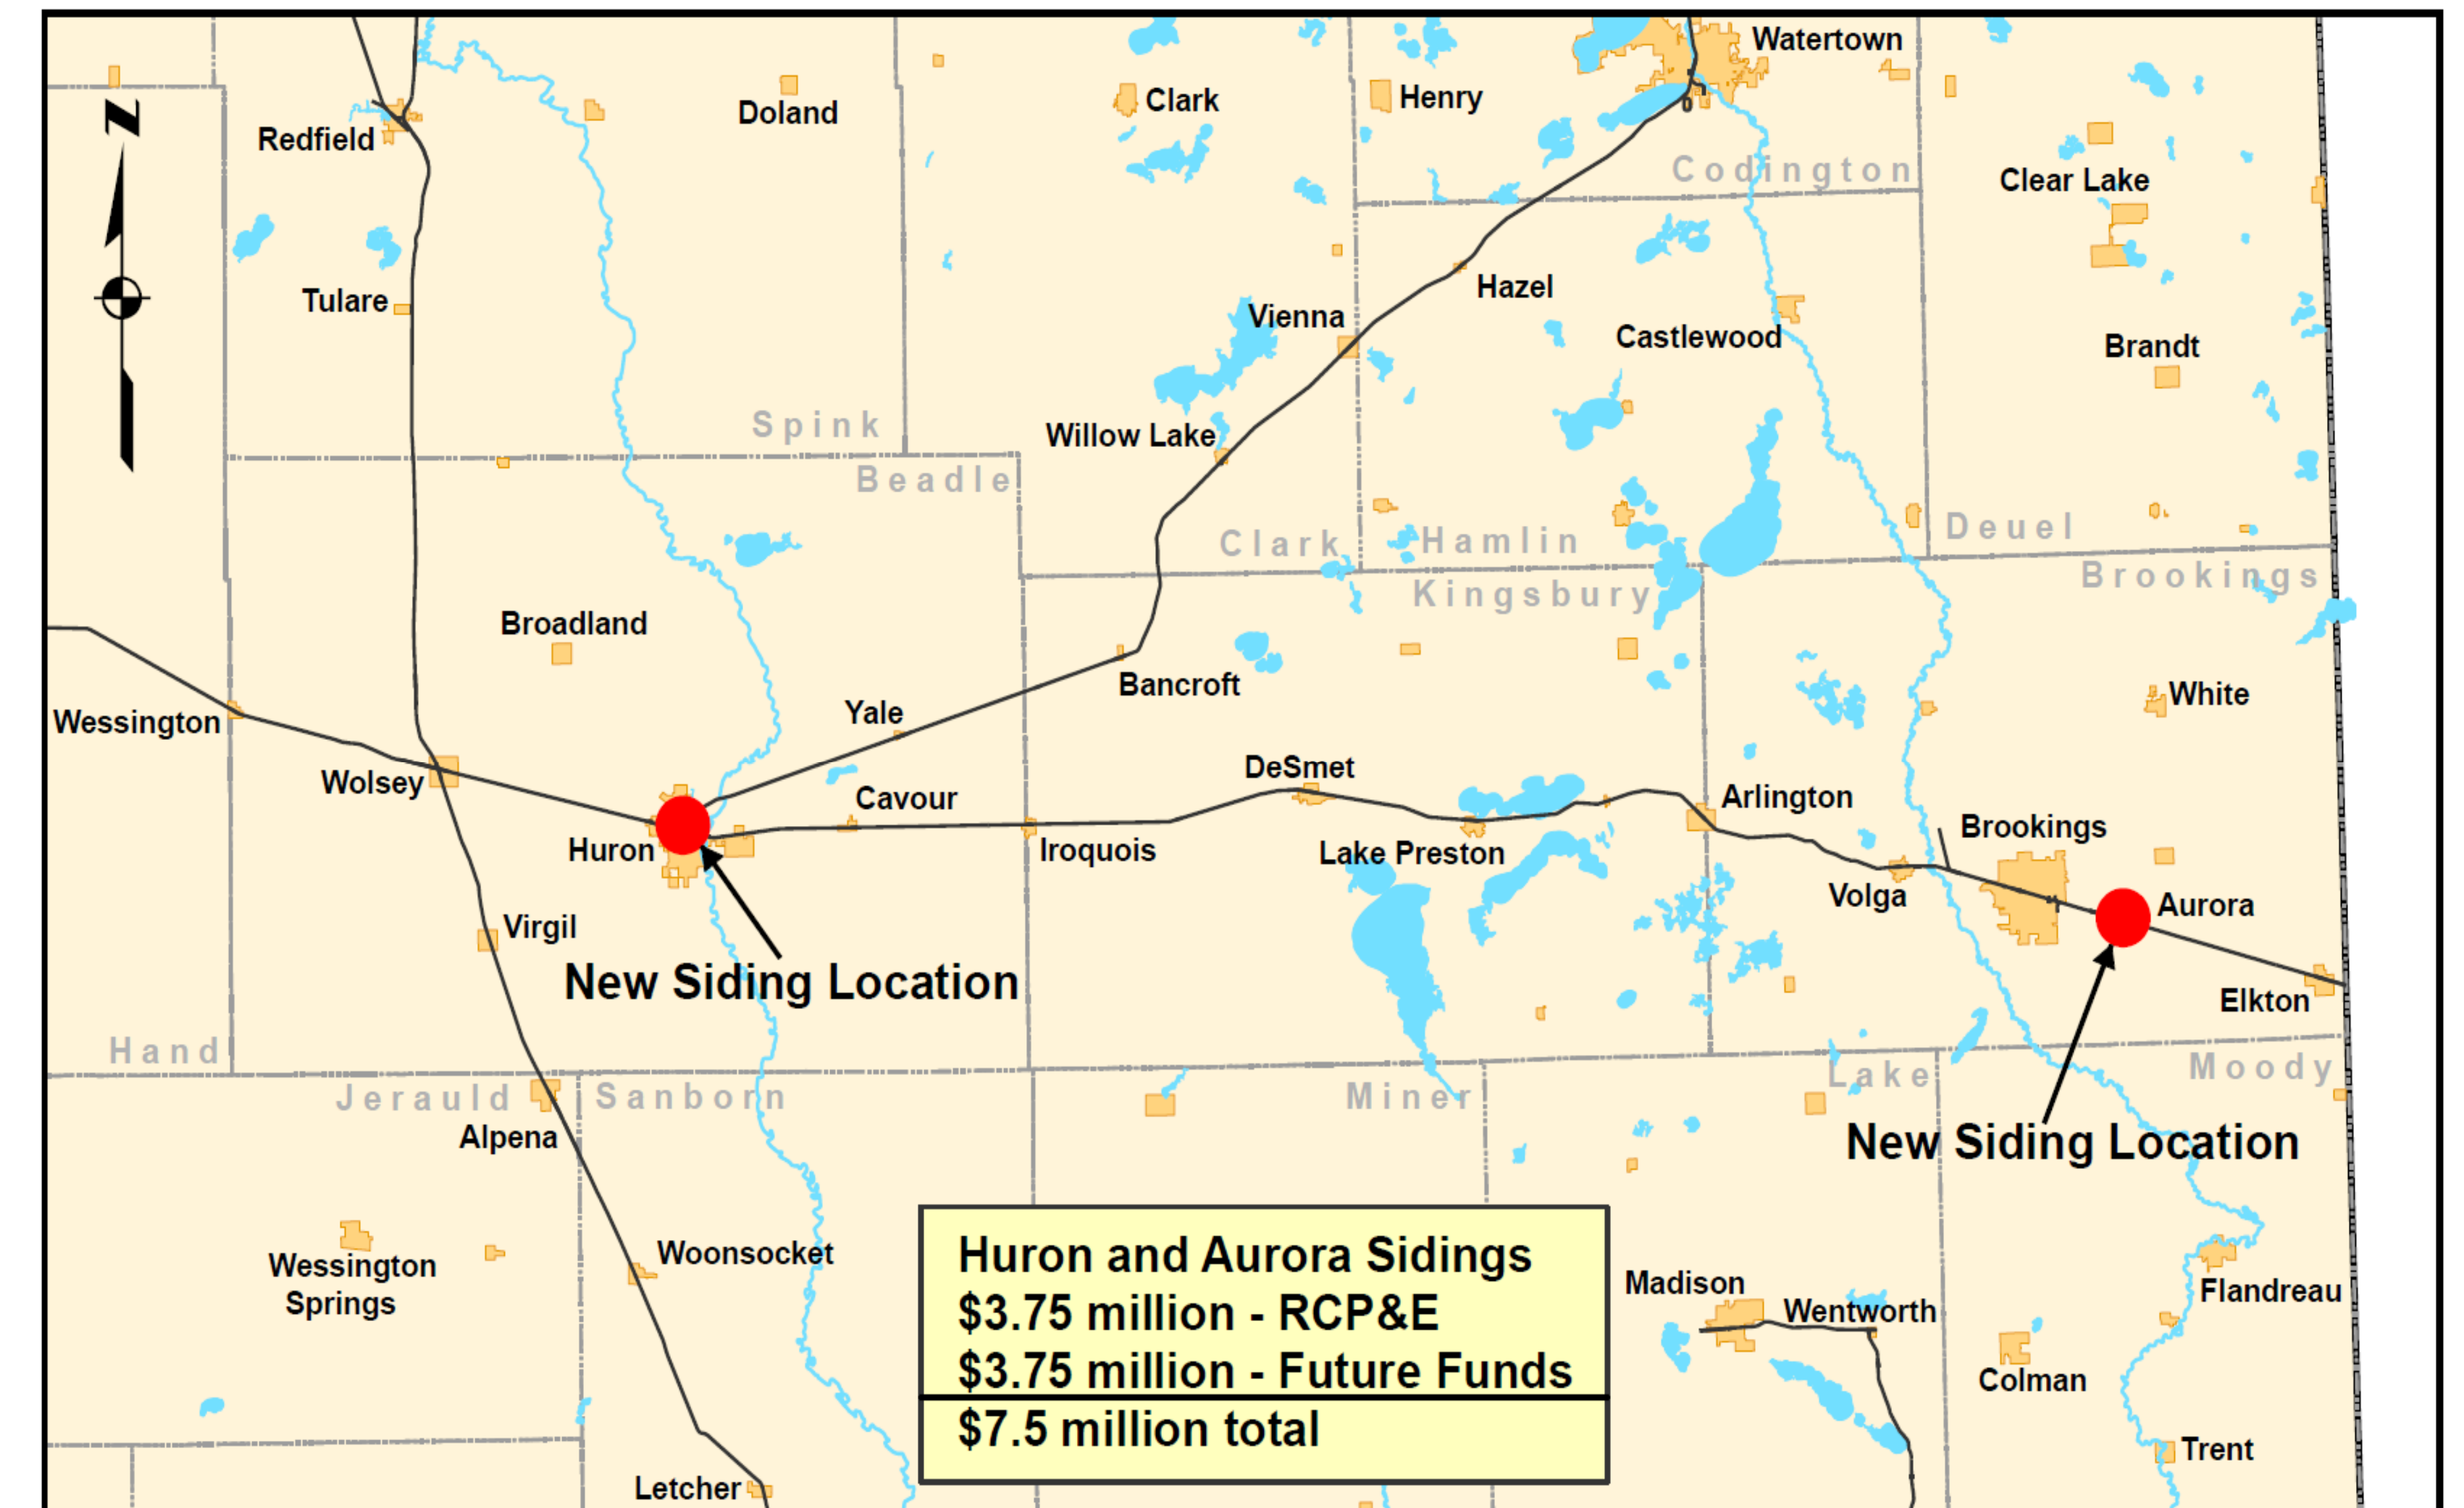 Watertown
Doland
Clark
Henry
Redfield
N
Codington
Clear Lake
Tulare
Hazel
Vienna
Castlewood
Brandt
Spink
Willow Lake
Beadle
Clark
Hamlin
Deuel
Kingsbury
Brookings
Broadland
Bancroft
White
Wessington
Yale
Wolsey
DeSmet
Cavour
Arlington
Brookings
Huron
Iroquois
Lake Preston
Volga
Aurora
Virgil
New Siding Location
Elkton
Hand
Jerauld
Sanborn
Miner
Lake
Moody
Alpena
New Siding Location
Wessington
Springs
Woonsocket
Huron and Aurora Sidings
$3.75 million - RCP&E
$3.75 million - Future Funds
$7.5 million total
Madison
Wentworth
Flandreau
Colman
Letcher
Trent